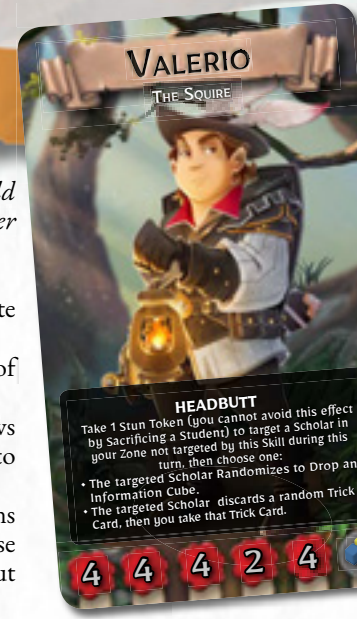 VALERIO
THE SQUIRE
HEADBUTT
Take 1 Stun Token (you cannot avoid this effect
by Sacrificing a Student) to target a Scholar in
your Zone not targeted by this Skill during this
turn, then choose one:
• The targeted Scholar Randomizes to Drop an
Information Cube.
• The targeted Scholar discards a random Trick
Card, then you take that Trick Card.
4 4 4 2 4
to
of